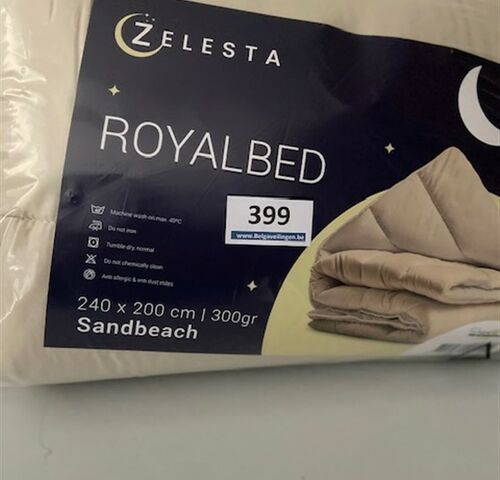 ZELESTA
ROYALBED
399
www.Belgaveilingen.be
Machine wash on max. 40ºC
Do not iron
Tumble dry, normal
Do not chemically clean
Anti allergic & anti dust mites
240 x 200 cm | 300gr
Sandbeach